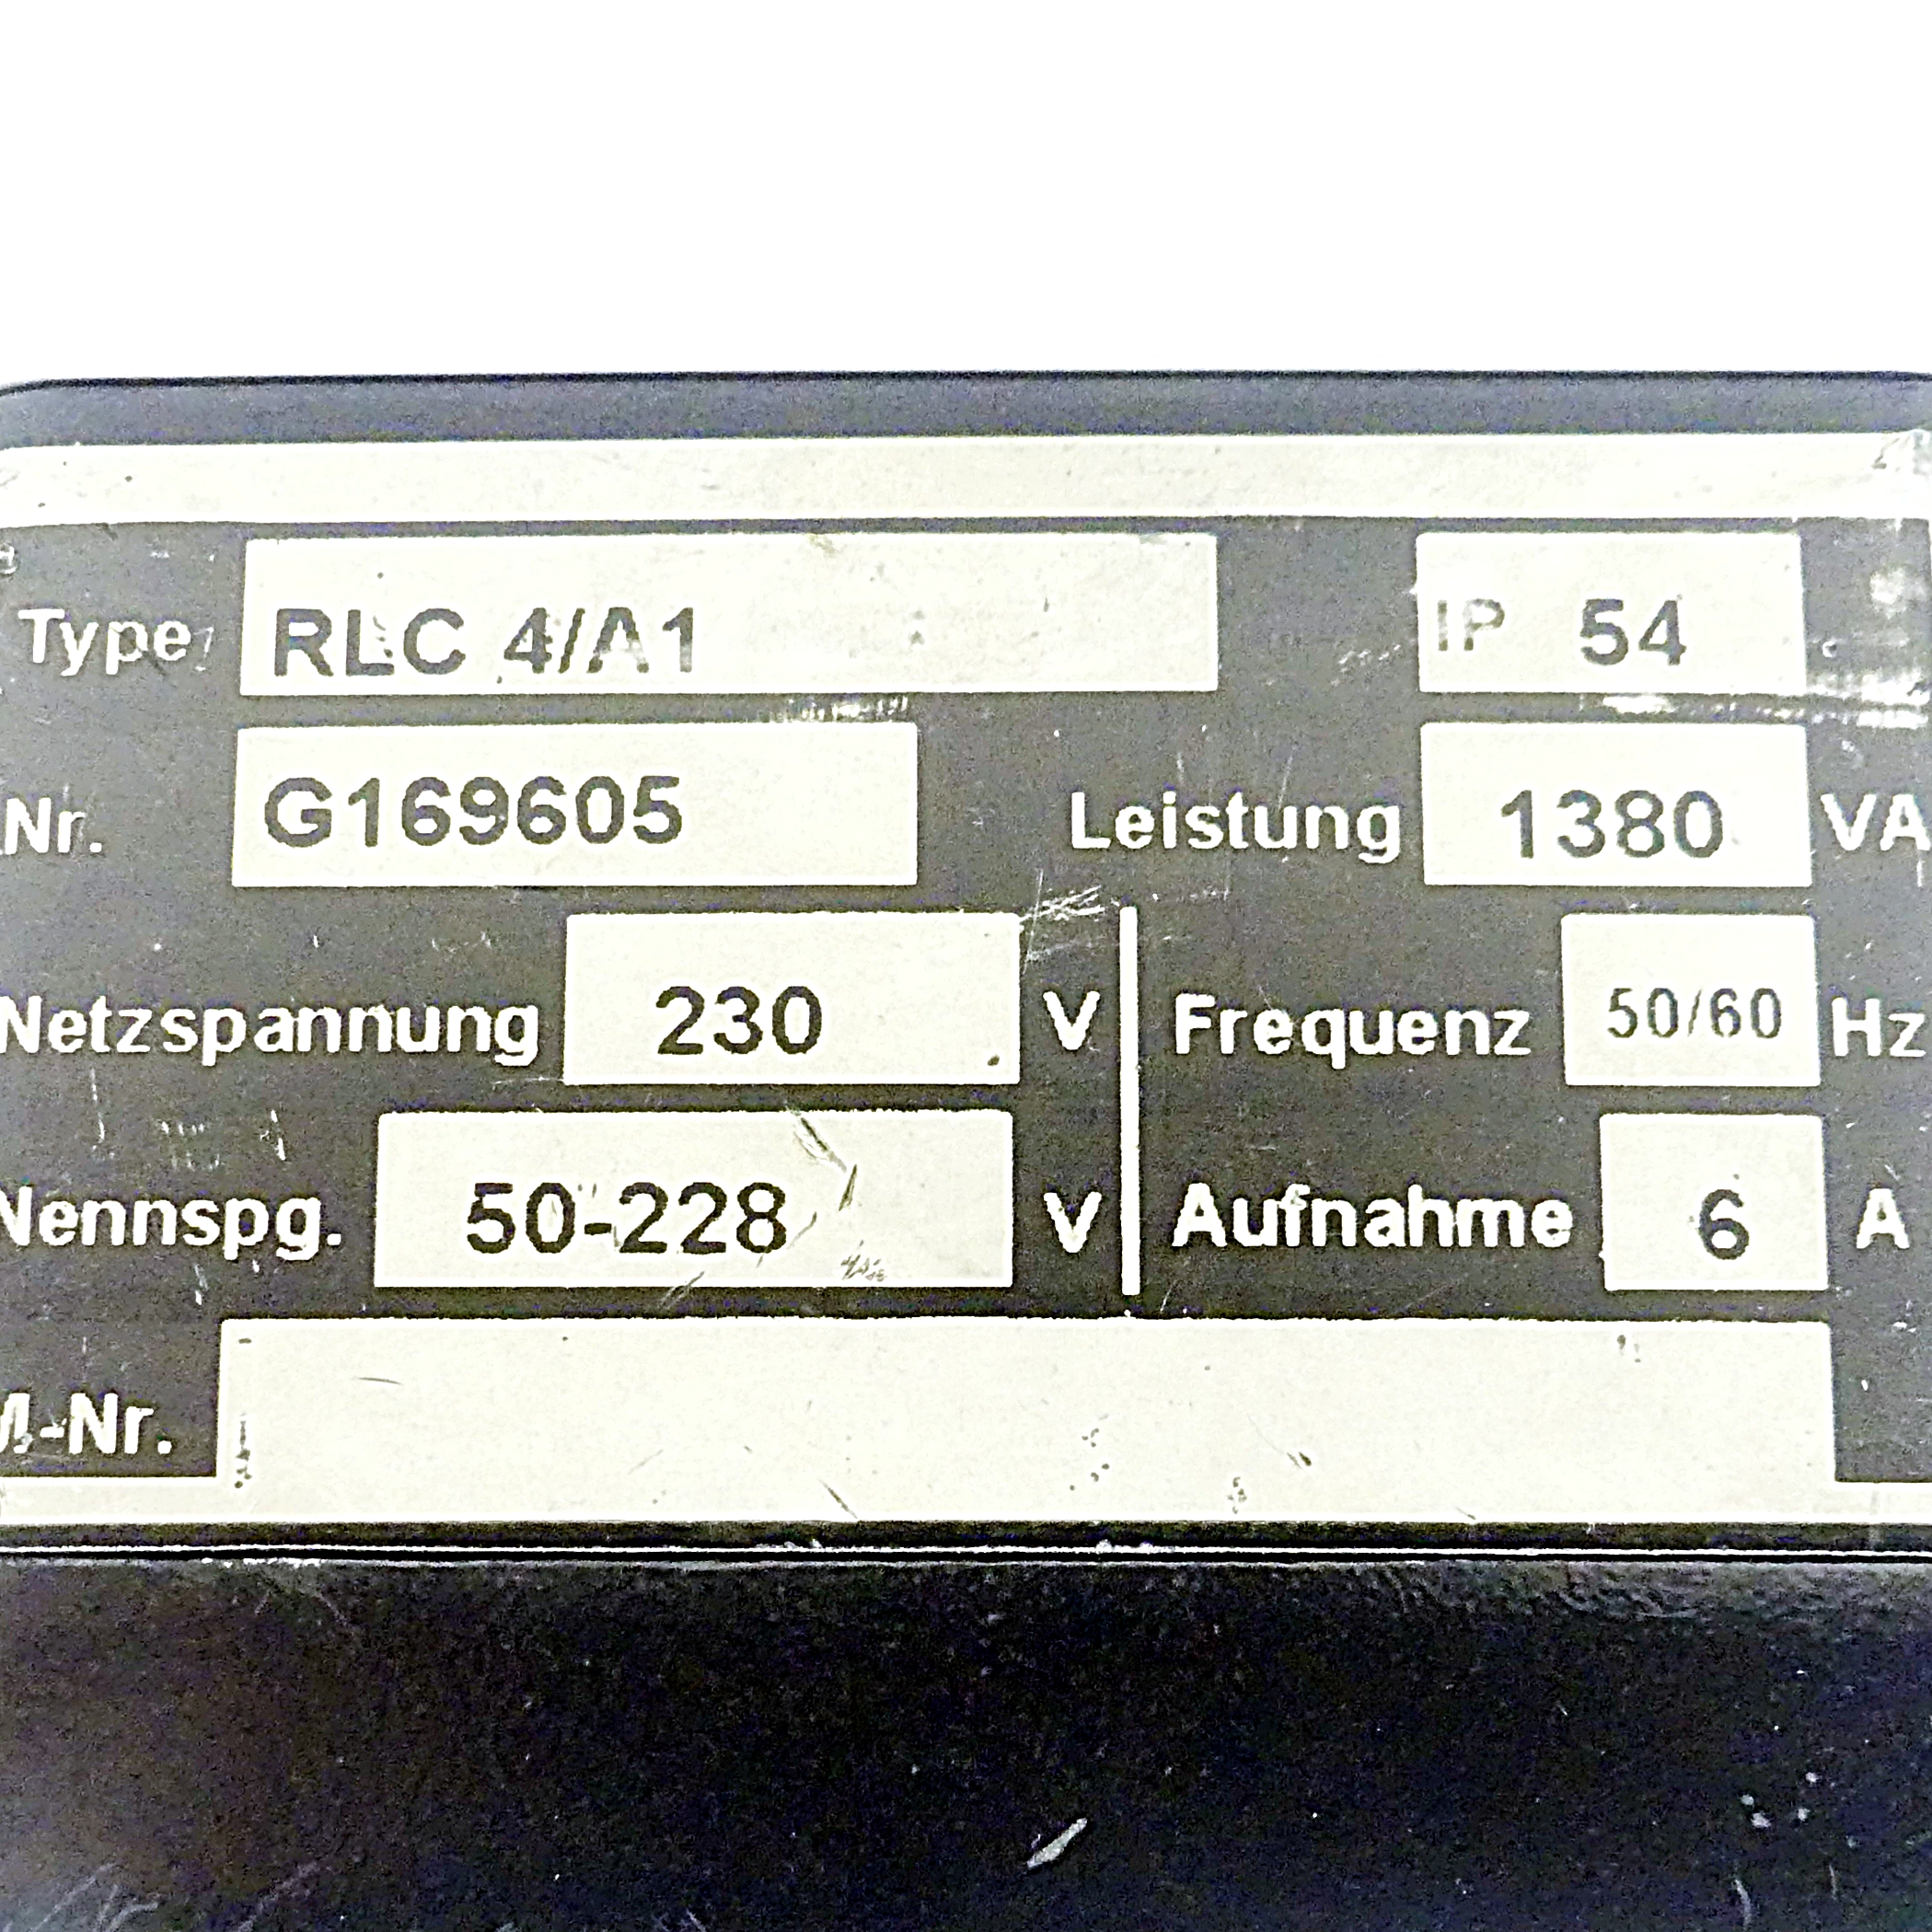 Type RLC 4/A1 IP 54
Nr. G169605 Leistung 1380 VA
Netzspannung 230 V Frequenz 50/60 Hz
Nennspg. 50-228 V Aufnahme 6 A
M.-Nr.